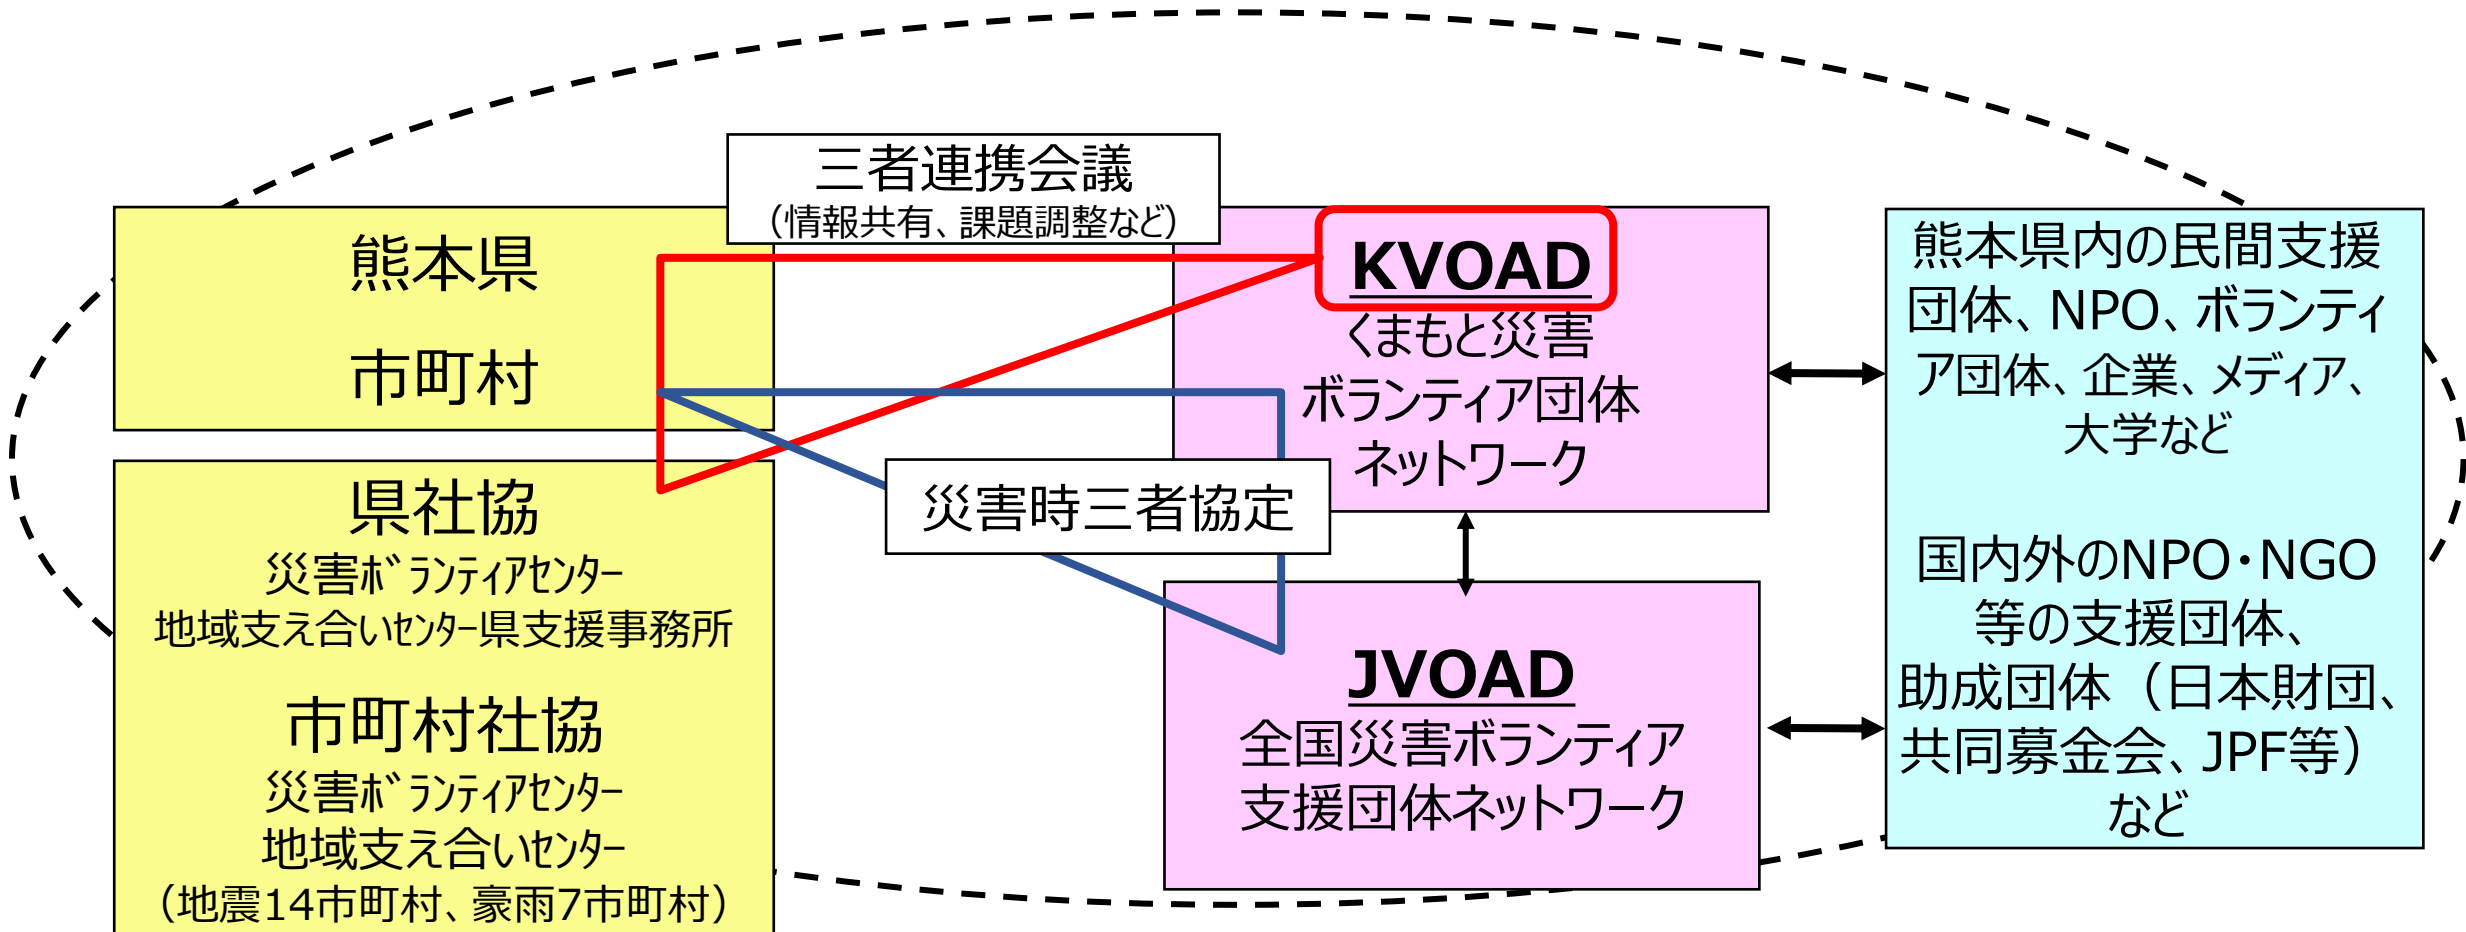 三者連携会議
（情報共有、課題調整など）
熊本県
市町村
県社協
災害ﾎﾞﾗﾝﾃｨｱｾﾝﾀｰ
地域支え合いｾﾝﾀｰ県支援事務所
市町村社協
災害ﾎﾞﾗﾝﾃｨｱｾﾝﾀｰ
地域支え合いｾﾝﾀｰ
（地震14市町村、豪雨7市町村）
KVOAD
くまもと災害
ボランティア団体
ネットワーク
災害時三者協定
JVOAD
全国災害ボランティア
支援団体ネットワーク
熊本県内の民間支援
団体、NPO、ボランティ
ア団体、企業、メディア、
大学など
国内外のNPO・NGO
等の支援団体、
助成団体（日本財団、
共同募金会、JPF等）
など